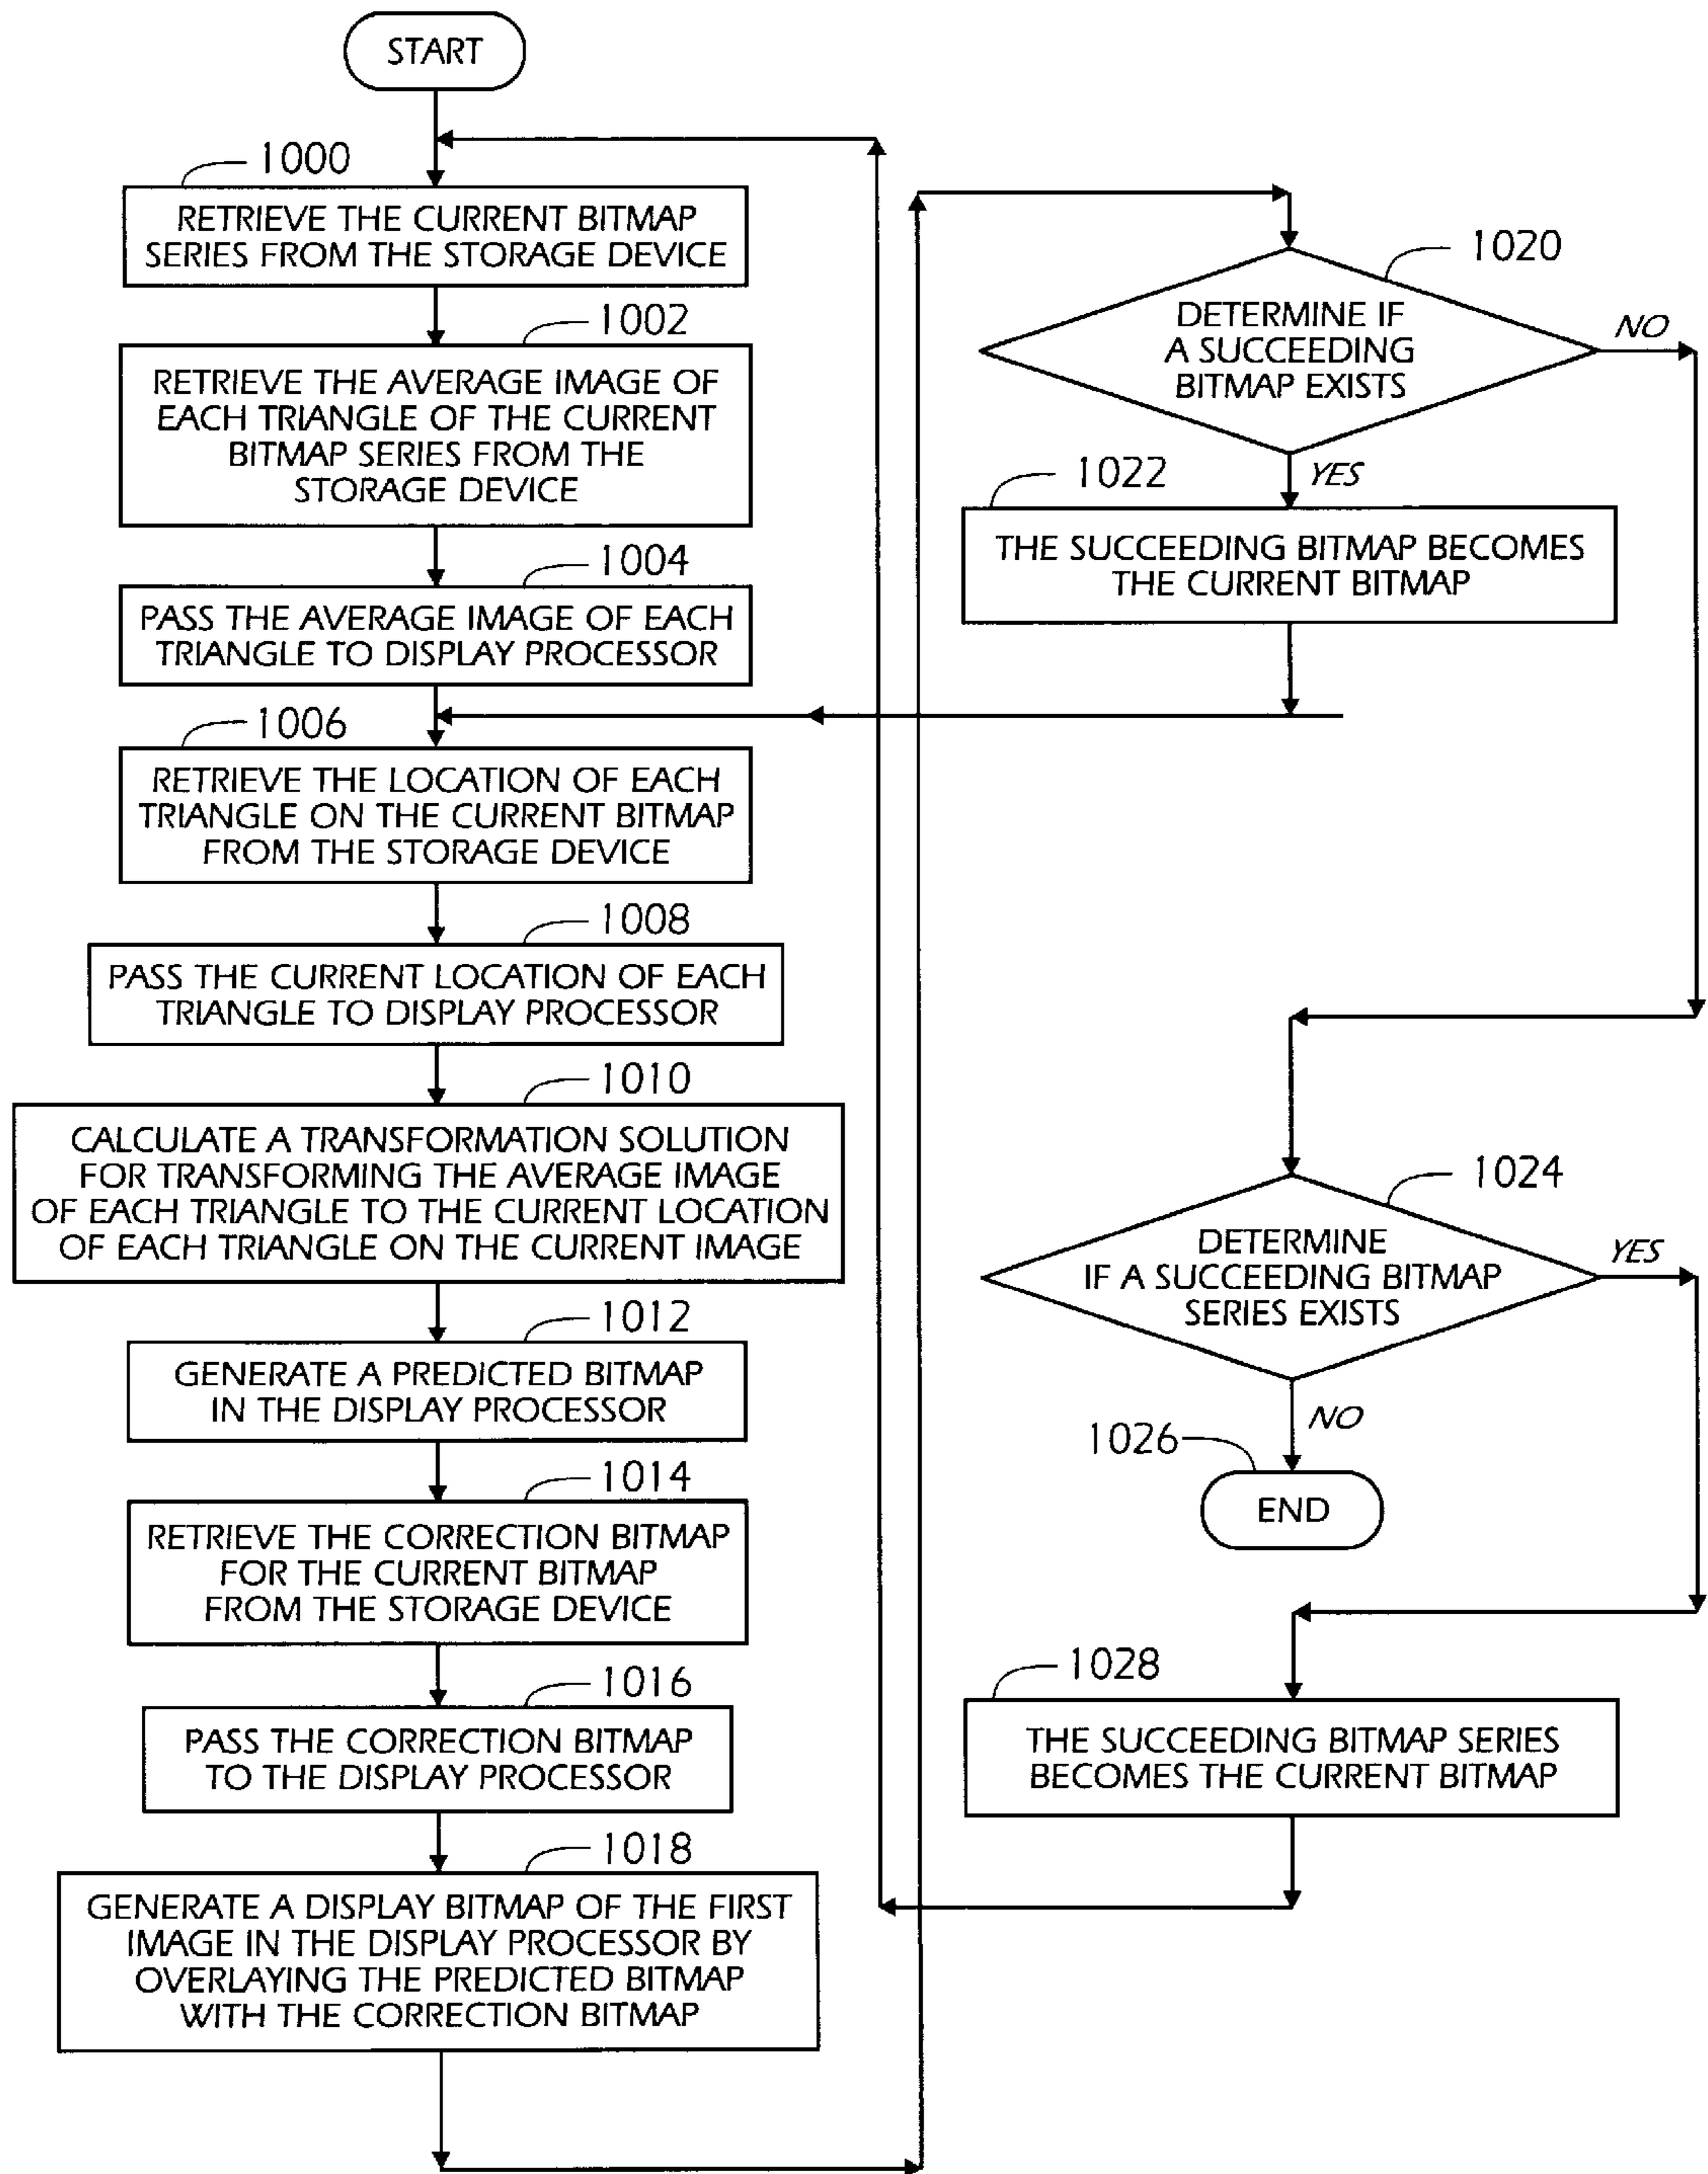 START
1000
RETRIEVE THE CURRENT BITMAP
SERIES FROM THE STORAGE DEVICE
1002
RETRIEVE THE AVERAGE IMAGE OF
EACH TRIANGLE OF THE CURRENT
BITMAP SERIES FROM THE
STORAGE DEVICE
1004
PASS THE AVERAGE IMAGE OF EACH
TRIANGLE TO DISPLAY PROCESSOR
1006
RETRIEVE THE LOCATION OF EACH
TRIANGLE ON THE CURRENT BITMAP
FROM THE STORAGE DEVICE
1008
PASS THE CURRENT LOCATION OF EACH
TRIANGLE TO DISPLAY PROCESSOR
1010
CALCULATE A TRANSFORMATION SOLUTION
FOR TRANSFORMING THE AVERAGE IMAGE
OF EACH TRIANGLE TO THE CURRENT LOCATION
OF EACH TRIANGLE ON THE CURRENT IMAGE
1012
GENERATE A PREDICTED BITMAP
IN THE DISPLAY PROCESSOR
1014
RETRIEVE THE CORRECTION BITMAP
FOR THE CURRENT BITMAP
FROM THE STORAGE DEVICE
1016
PASS THE CORRECTION BITMAP
TO THE DISPLAY PROCESSOR
1018
GENERATE A DISPLAY BITMAP OF THE FIRST
IMAGE IN THE DISPLAY PROCESSOR BY
OVERLAYING THE PREDICTED BITMAP
WITH THE CORRECTION BITMAP
1020
DETERMINE IF
A SUCCEEDING
BITMAP EXISTS
NO
YES
1022
THE SUCCEEDING BITMAP BECOMES
THE CURRENT BITMAP
1024
DETERMINE
IF A SUCCEEDING BITMAP
SERIES EXISTS
YES
NO
1026
END
1028
THE SUCCEEDING BITMAP SERIES
BECOMES THE CURRENT BITMAP